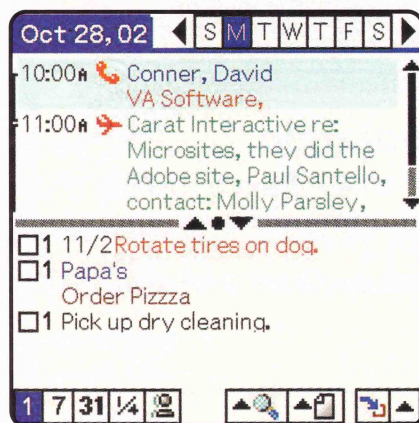 Oct 28, 02 S M T W T F S
10:00A Conner, David
VA Software,
11:00A Carat Interactive re:
Microsites, they did the
Adobe site, Paul Santello,
contact: Molly Parsley,
1 11/2 Rotate tires on dog.
1 Papa's
Order Pizzza
1 Pick up dry cleaning.
1 7 31 ¼